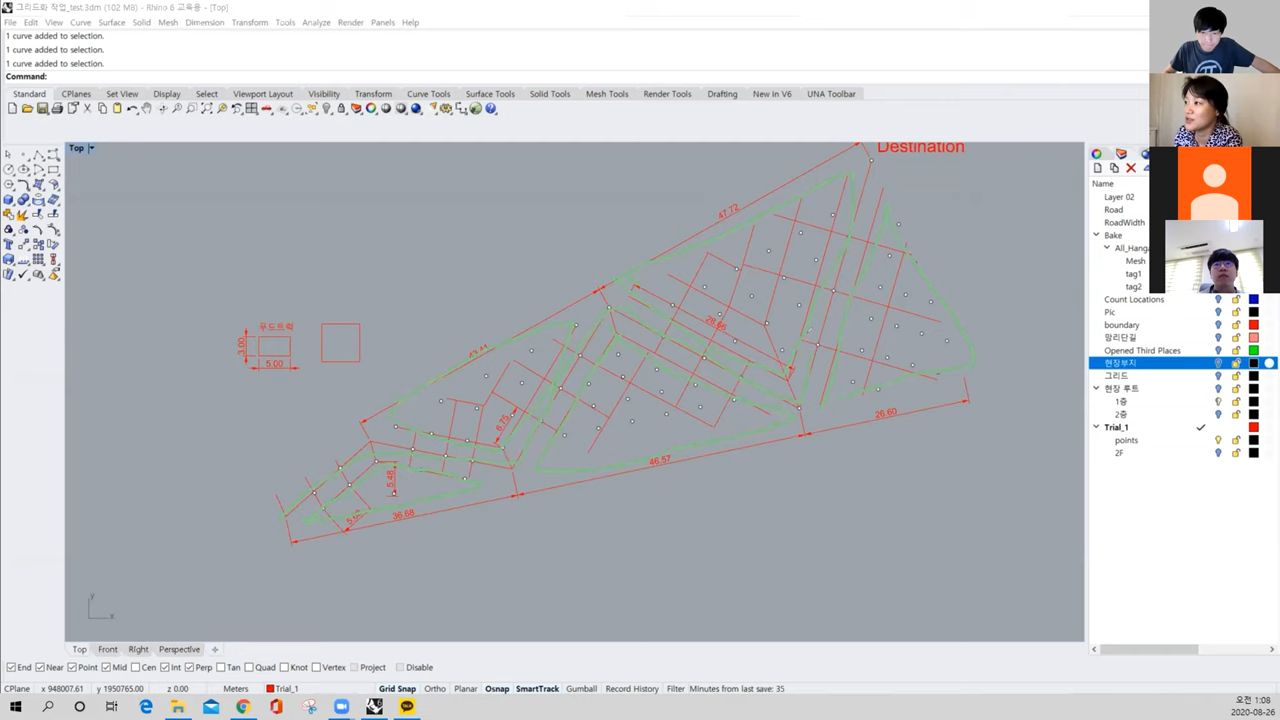 그리드화 작업_test.3dm (102 MB) - Rhino 6 교육용 - [Top]
File Edit View Curve Surface Solid Mesh Dimension Transform Tools Analyze Render Panels Help
1 curve added to selection.
1 curve added to selection.
1 curve added to selection.
Command:
Standard CPlanes Set View Display Select Viewport Layout Transform Visibility Curve Tools Surface Tools Solid Tools Mesh Tools Render Tools Drafting New in V6 UNA Toolbar
Top
Destination
47.72
28.66
푸드트럭
3.00
5.00
6.75
26.60
46.57
5.48
36.68
y
x
Name
Layer 02
Road
RoadWidth
Bake
All_Hanga
Mesh
tag1
tag2
Count Locations
Pic
boundary
망리단길
Opened Third Places
현장부지
그리드
현장 루트
1층
2층
Trial_1
points
2F
Top Front Right Perspective
End Near Point Mid Cen Int Perp Tan Quad Knot Vertex Project Disable
CPlane x 948007.61 y 1950765.00 z 0.00 Meters Trial_1 Grid Snap Ortho Planar Osnap SmartTrack Gumball Record History Filter Minutes from last save: 35
TALK
오전 1:08
2020-08-26